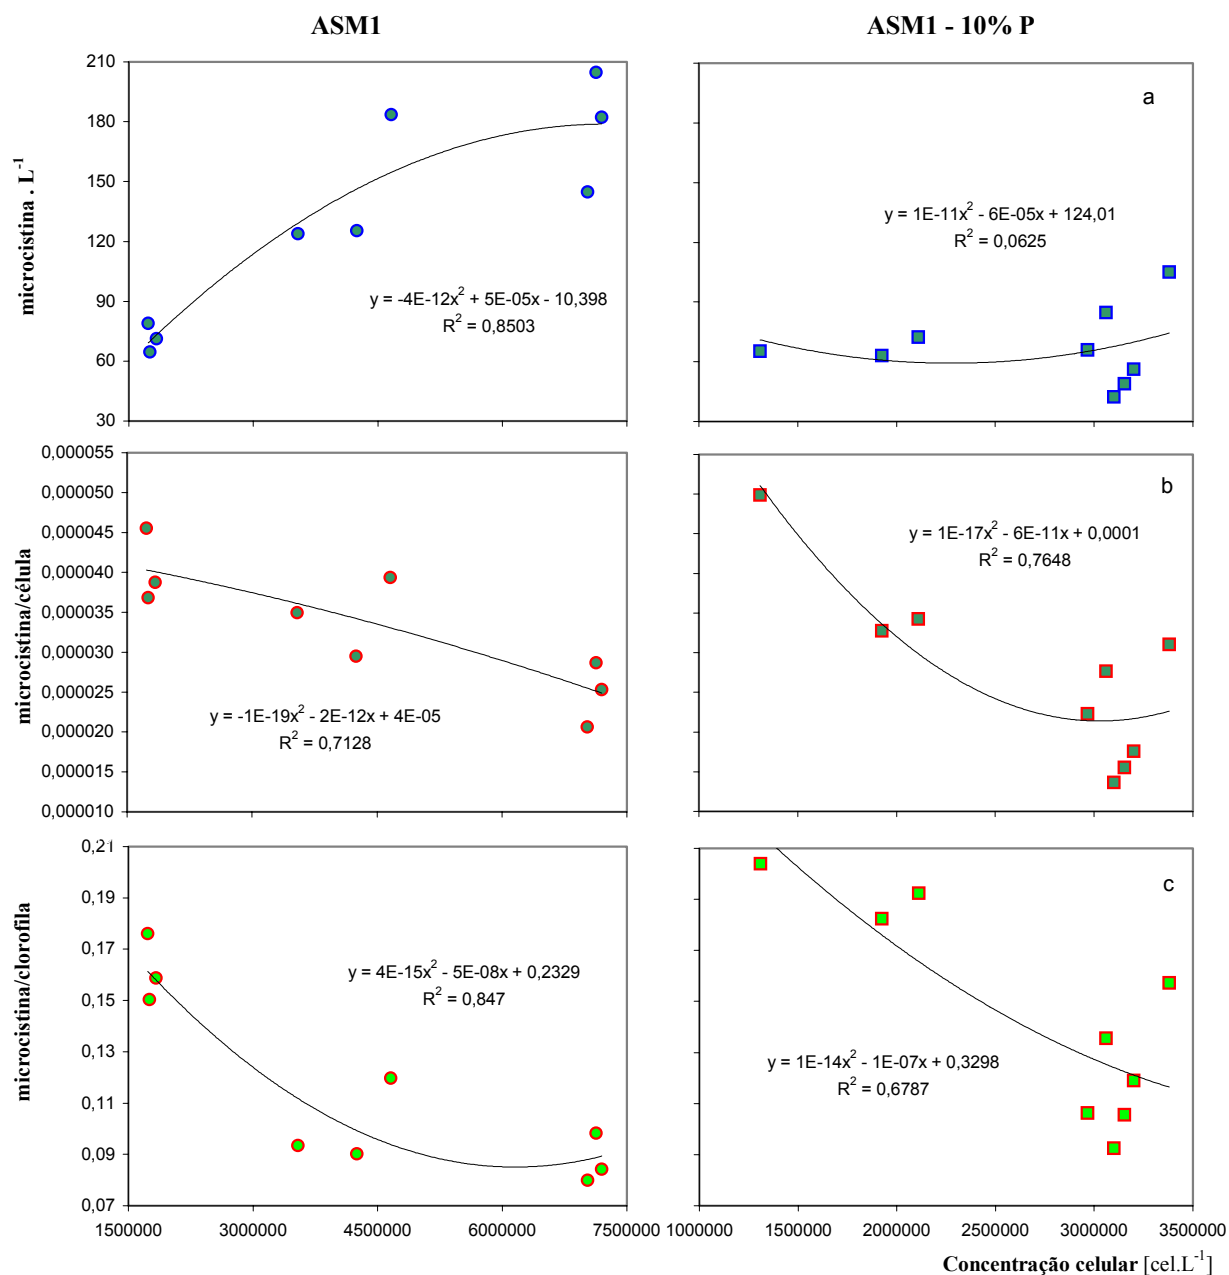 ASM1
ASM1 - 10% P
microcistina . L⁻¹
210
180
150
120
90
60
30
y = -4E-12x² + 5E-05x - 10,398
R² = 0,8503
a
y = 1E-11x² - 6E-05x + 124,01
R² = 0,0625
microcistina/célula
0,000055
0,000050
0,000045
0,000040
0,000035
0,000030
0,000025
0,000020
0,000015
0,000010
y = -1E-19x² - 2E-12x + 4E-05
R² = 0,7128
b
y = 1E-17x² - 6E-11x + 0,0001
R² = 0,7648
microcistina/clorofila
0,21
0,19
0,17
0,15
0,13
0,11
0,09
0,07
y = 4E-15x² - 5E-08x + 0,2329
R² = 0,847
c
y = 1E-14x² - 1E-07x + 0,3298
R² = 0,6787
1500000 3000000 4500000 6000000 7500000
1000000 1500000 2000000 2500000 3000000 3500000
Concentração celular [cel.L⁻¹]